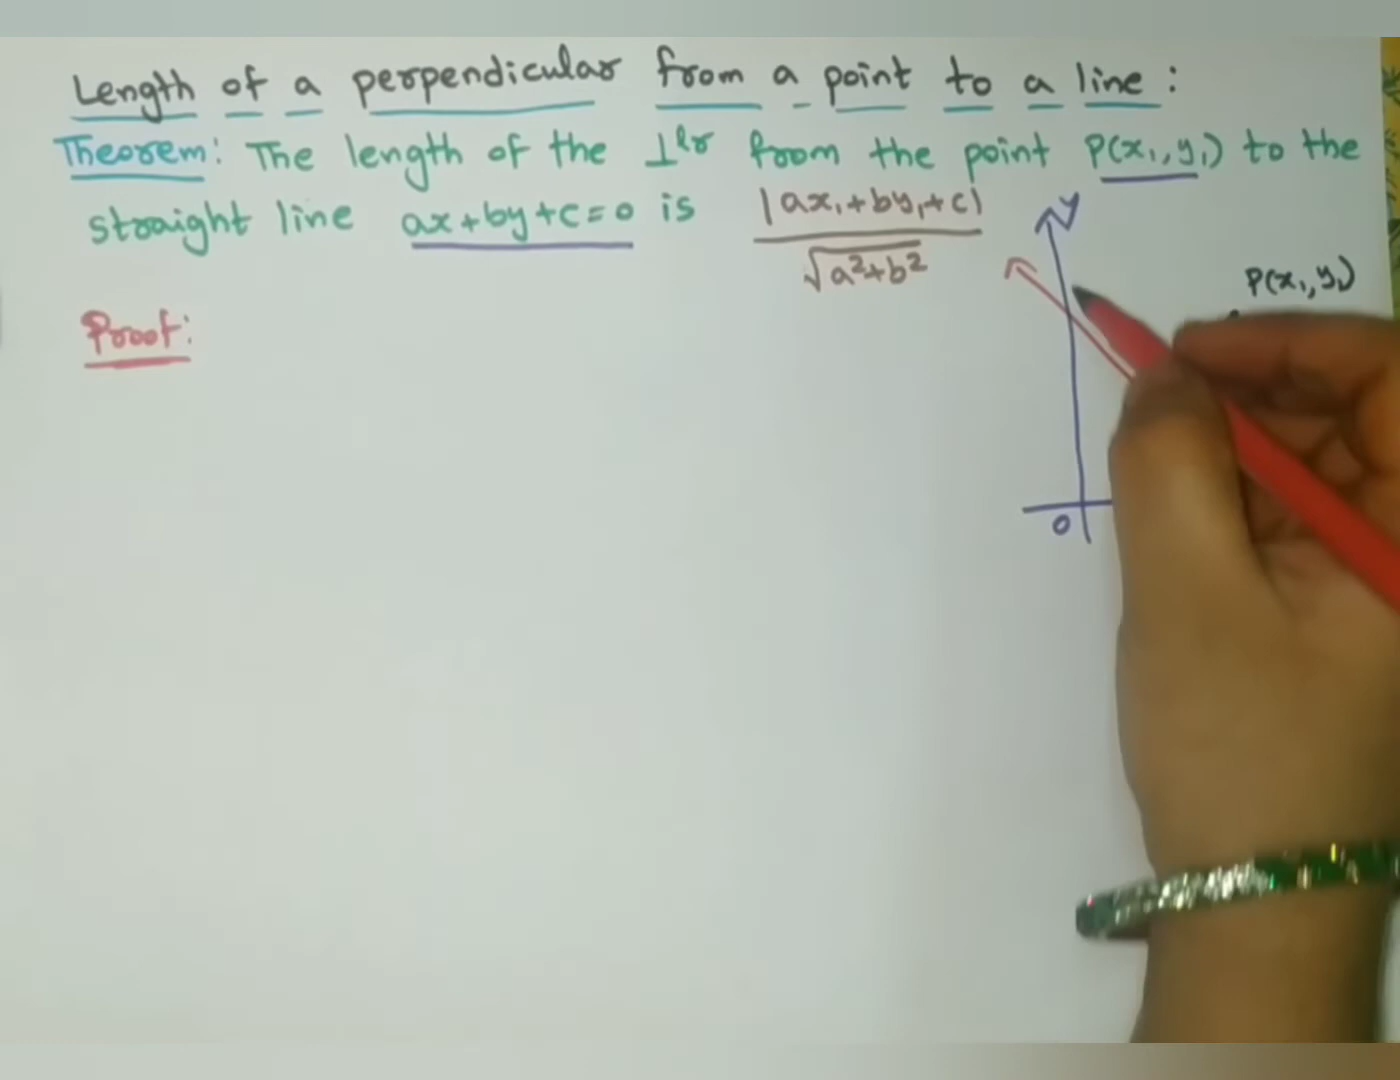 Length of a perpendicular from a point to a line :
Theorem: The length of the ⊥lr from the point P(x₁,y₁) to the
straight line ax+by+c=0 is |ax₁+by₁+c|
√a²+b²
Y
P(x₁,y₁)
Proof:
O